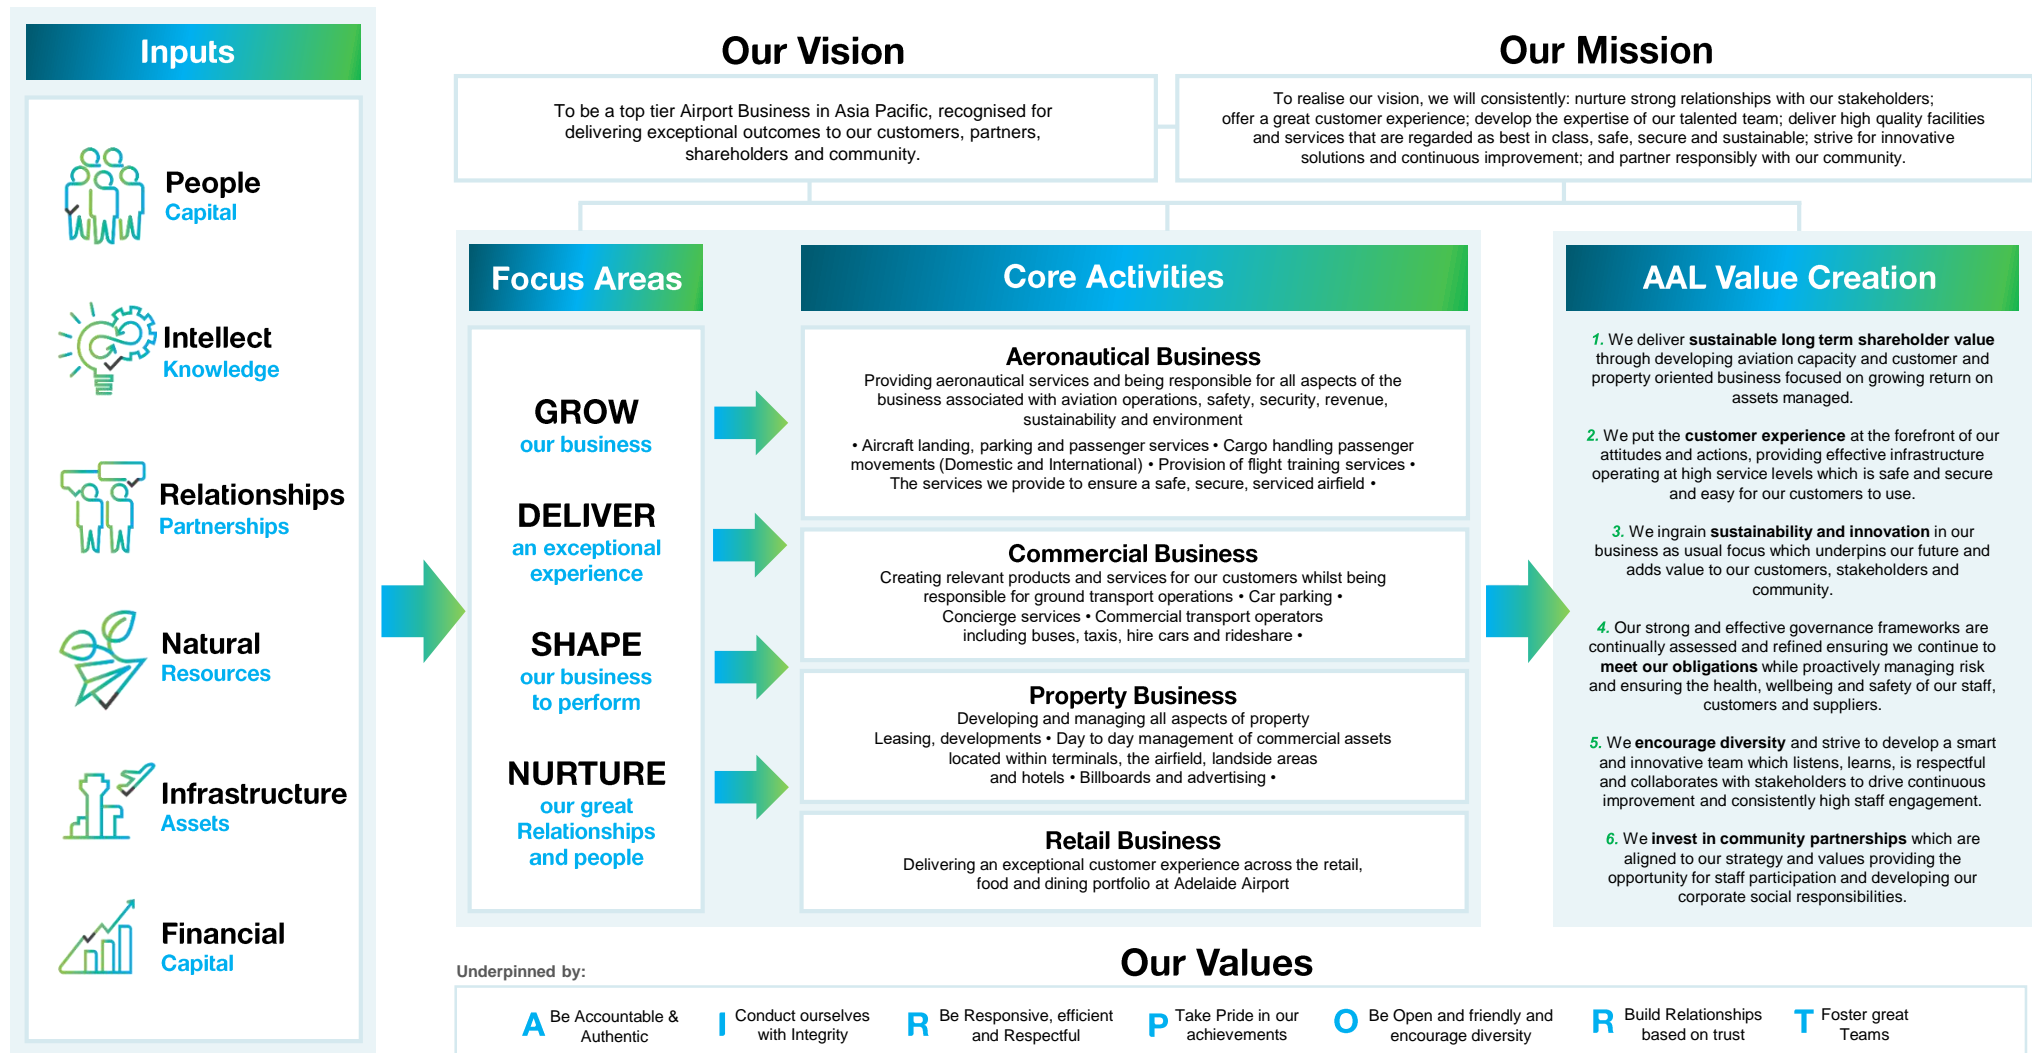 Inputs
People
Capital
Intellect
Knowledge
Relationships
Partnerships
Natural
Resources
Infrastructure
Assets
Financial
Capital
Our Vision
To be a top tier Airport Business in Asia Pacific, recognised for
delivering exceptional outcomes to our customers, partners,
shareholders and community.
Our Mission
To realise our vision, we will consistently: nurture strong relationships with our stakeholders;
offer a great customer experience; develop the expertise of our talented team; deliver high quality facilities
and services that are regarded as best in class, safe, secure and sustainable; strive for innovative
solutions and continuous improvement; and partner responsibly with our community.
Focus Areas
GROW
our business
DELIVER
an exceptional
experience
SHAPE
our business
to perform
NURTURE
our great
Relationships
and people
Core Activities
Aeronautical Business
Providing aeronautical services and being responsible for all aspects of the
business associated with aviation operations, safety, security, revenue,
sustainability and environment
• Aircraft landing, parking and passenger services • Cargo handling passenger
movements (Domestic and International) • Provision of flight training services •
The services we provide to ensure a safe, secure, serviced airfield •
Commercial Business
Creating relevant products and services for our customers whilst being
responsible for ground transport operations • Car parking •
Concierge services • Commercial transport operators
including buses, taxis, hire cars and rideshare •
Property Business
Developing and managing all aspects of property
Leasing, developments • Day to day management of commercial assets
located within terminals, the airfield, landside areas
and hotels • Billboards and advertising •
Retail Business
Delivering an exceptional customer experience across the retail,
food and dining portfolio at Adelaide Airport
AAL Value Creation
1. We deliver sustainable long term shareholder value
through developing aviation capacity and customer and
property oriented business focused on growing return on
assets managed.
2. We put the customer experience at the forefront of our
attitudes and actions, providing effective infrastructure
operating at high service levels which is safe and secure
and easy for our customers to use.
3. We ingrain sustainability and innovation in our
business as usual focus which underpins our future and
adds value to our customers, stakeholders and
community.
4. Our strong and effective governance frameworks are
continually assessed and refined ensuring we continue to
meet our obligations while proactively managing risk
and ensuring the health, wellbeing and safety of our staff,
customers and suppliers.
5. We encourage diversity and strive to develop a smart
and innovative team which listens, learns, is respectful
and collaborates with stakeholders to drive continuous
improvement and consistently high staff engagement.
6. We invest in community partnerships which are
aligned to our strategy and values providing the
opportunity for staff participation and developing our
corporate social responsibilities.
Underpinned by:
Our Values
A Be Accountable &
Authentic
I Conduct ourselves
with Integrity
R Be Responsive, efficient
and Respectful
P Take Pride in our
achievements
O Be Open and friendly and
encourage diversity
R Build Relationships
based on trust
T Foster great
Teams